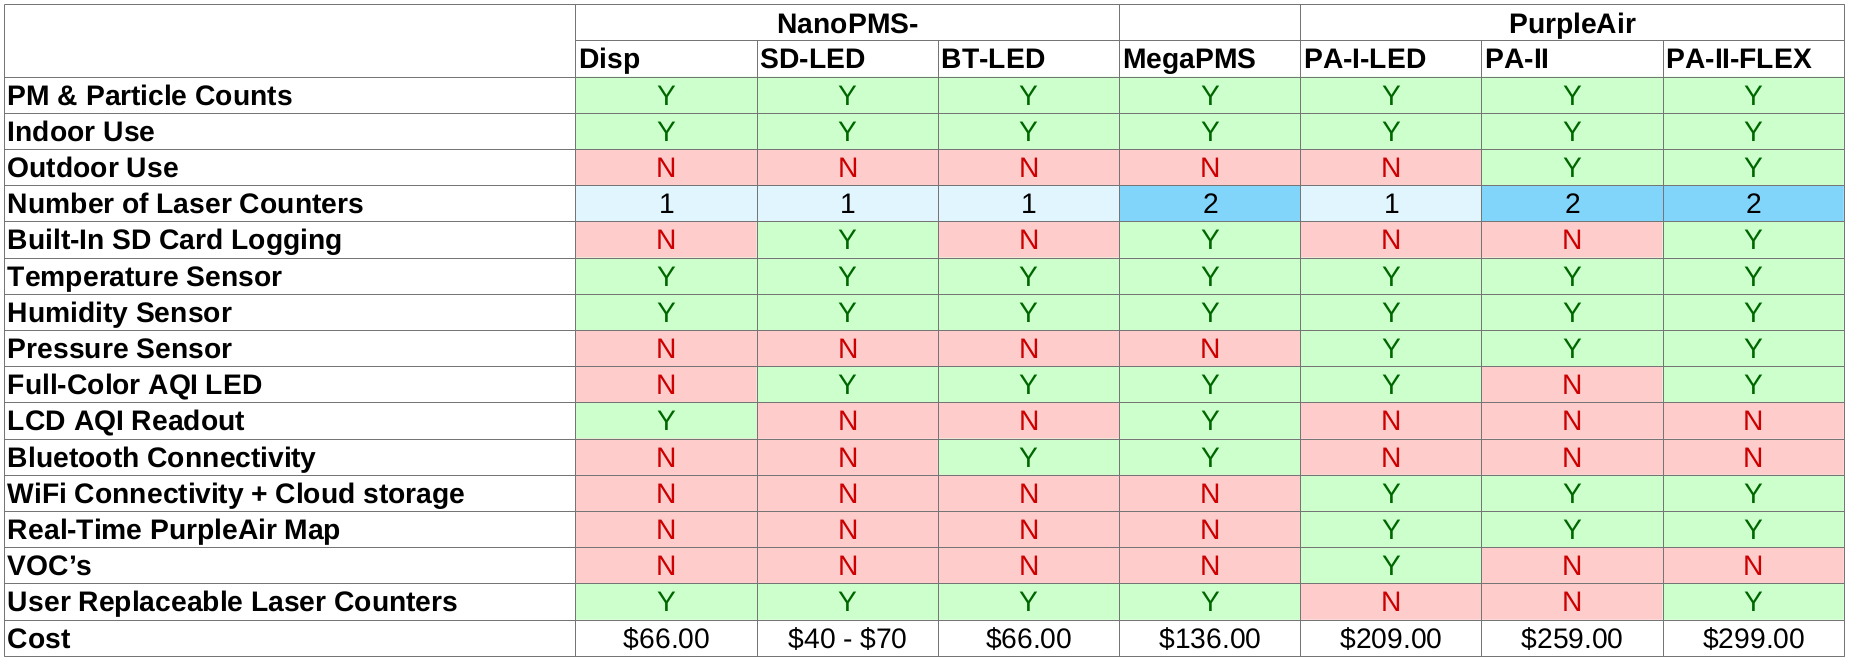 NanoPMS- PurpleAir
Disp SD-LED BT-LED MegaPMS PA-I-LED PA-II PA-II-FLEX
PM & Particle Counts Y Y Y Y Y Y Y
Indoor Use Y Y Y Y Y Y Y
Outdoor Use N N N N N Y Y
Number of Laser Counters 1 1 1 2 1 2 2
Built-In SD Card Logging N Y N Y N N Y
Temperature Sensor Y Y Y Y Y Y Y
Humidity Sensor Y Y Y Y Y Y Y
Pressure Sensor N N N N Y Y Y
Full-Color AQI LED N Y Y Y Y N Y
LCD AQI Readout Y N N Y N N N
Bluetooth Connectivity N N Y Y N N N
WiFi Connectivity + Cloud storage N N N N Y Y Y
Real-Time PurpleAir Map N N N N Y Y Y
VOC’s N N N N Y N N
User Replaceable Laser Counters Y Y Y Y N N Y
Cost $66.00 $40 - $70 $66.00 $136.00 $209.00 $259.00 $299.00